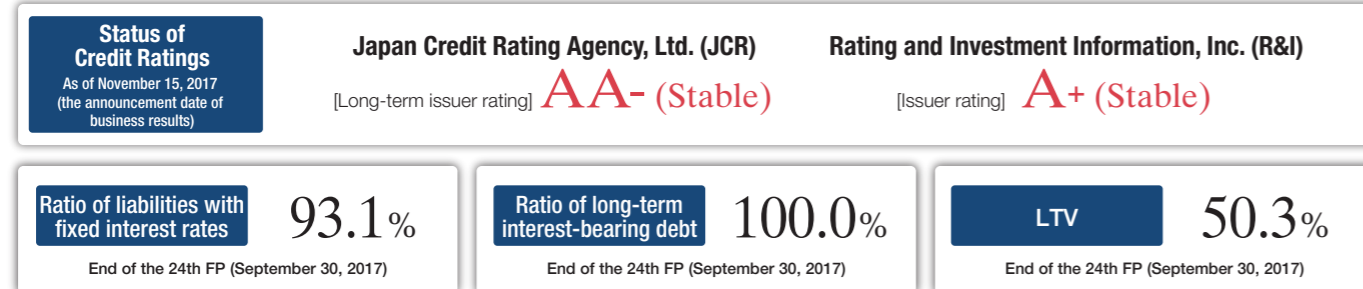 Status of
Credit Ratings
As of November 15, 2017
(the announcement date of
business results)
Japan Credit Rating Agency, Ltd. (JCR)
[Long-term issuer rating] AA- (Stable)
Rating and Investment Information, Inc. (R&I)
[Issuer rating] A+ (Stable)
Ratio of liabilities with
fixed interest rates
93.1%
End of the 24th FP (September 30, 2017)
Ratio of long-term
interest-bearing debt
100.0%
End of the 24th FP (September 30, 2017)
LTV
50.3%
End of the 24th FP (September 30, 2017)